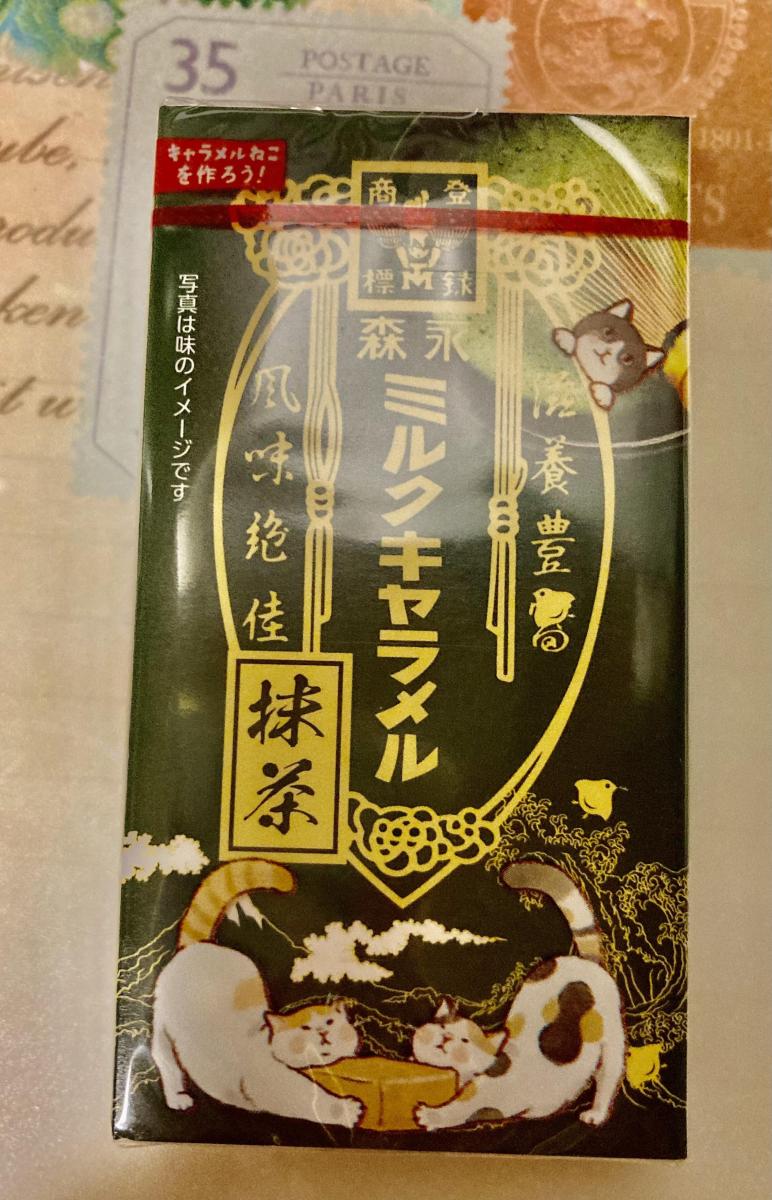 35
POSTAGE
PARIS
1801-
キャラメルねこ
を作ろう!
商 登
標 録
M
森永
ミルクキャラメル
滋養豊
風味絶佳
抹茶
写真は味のイメージです
ken